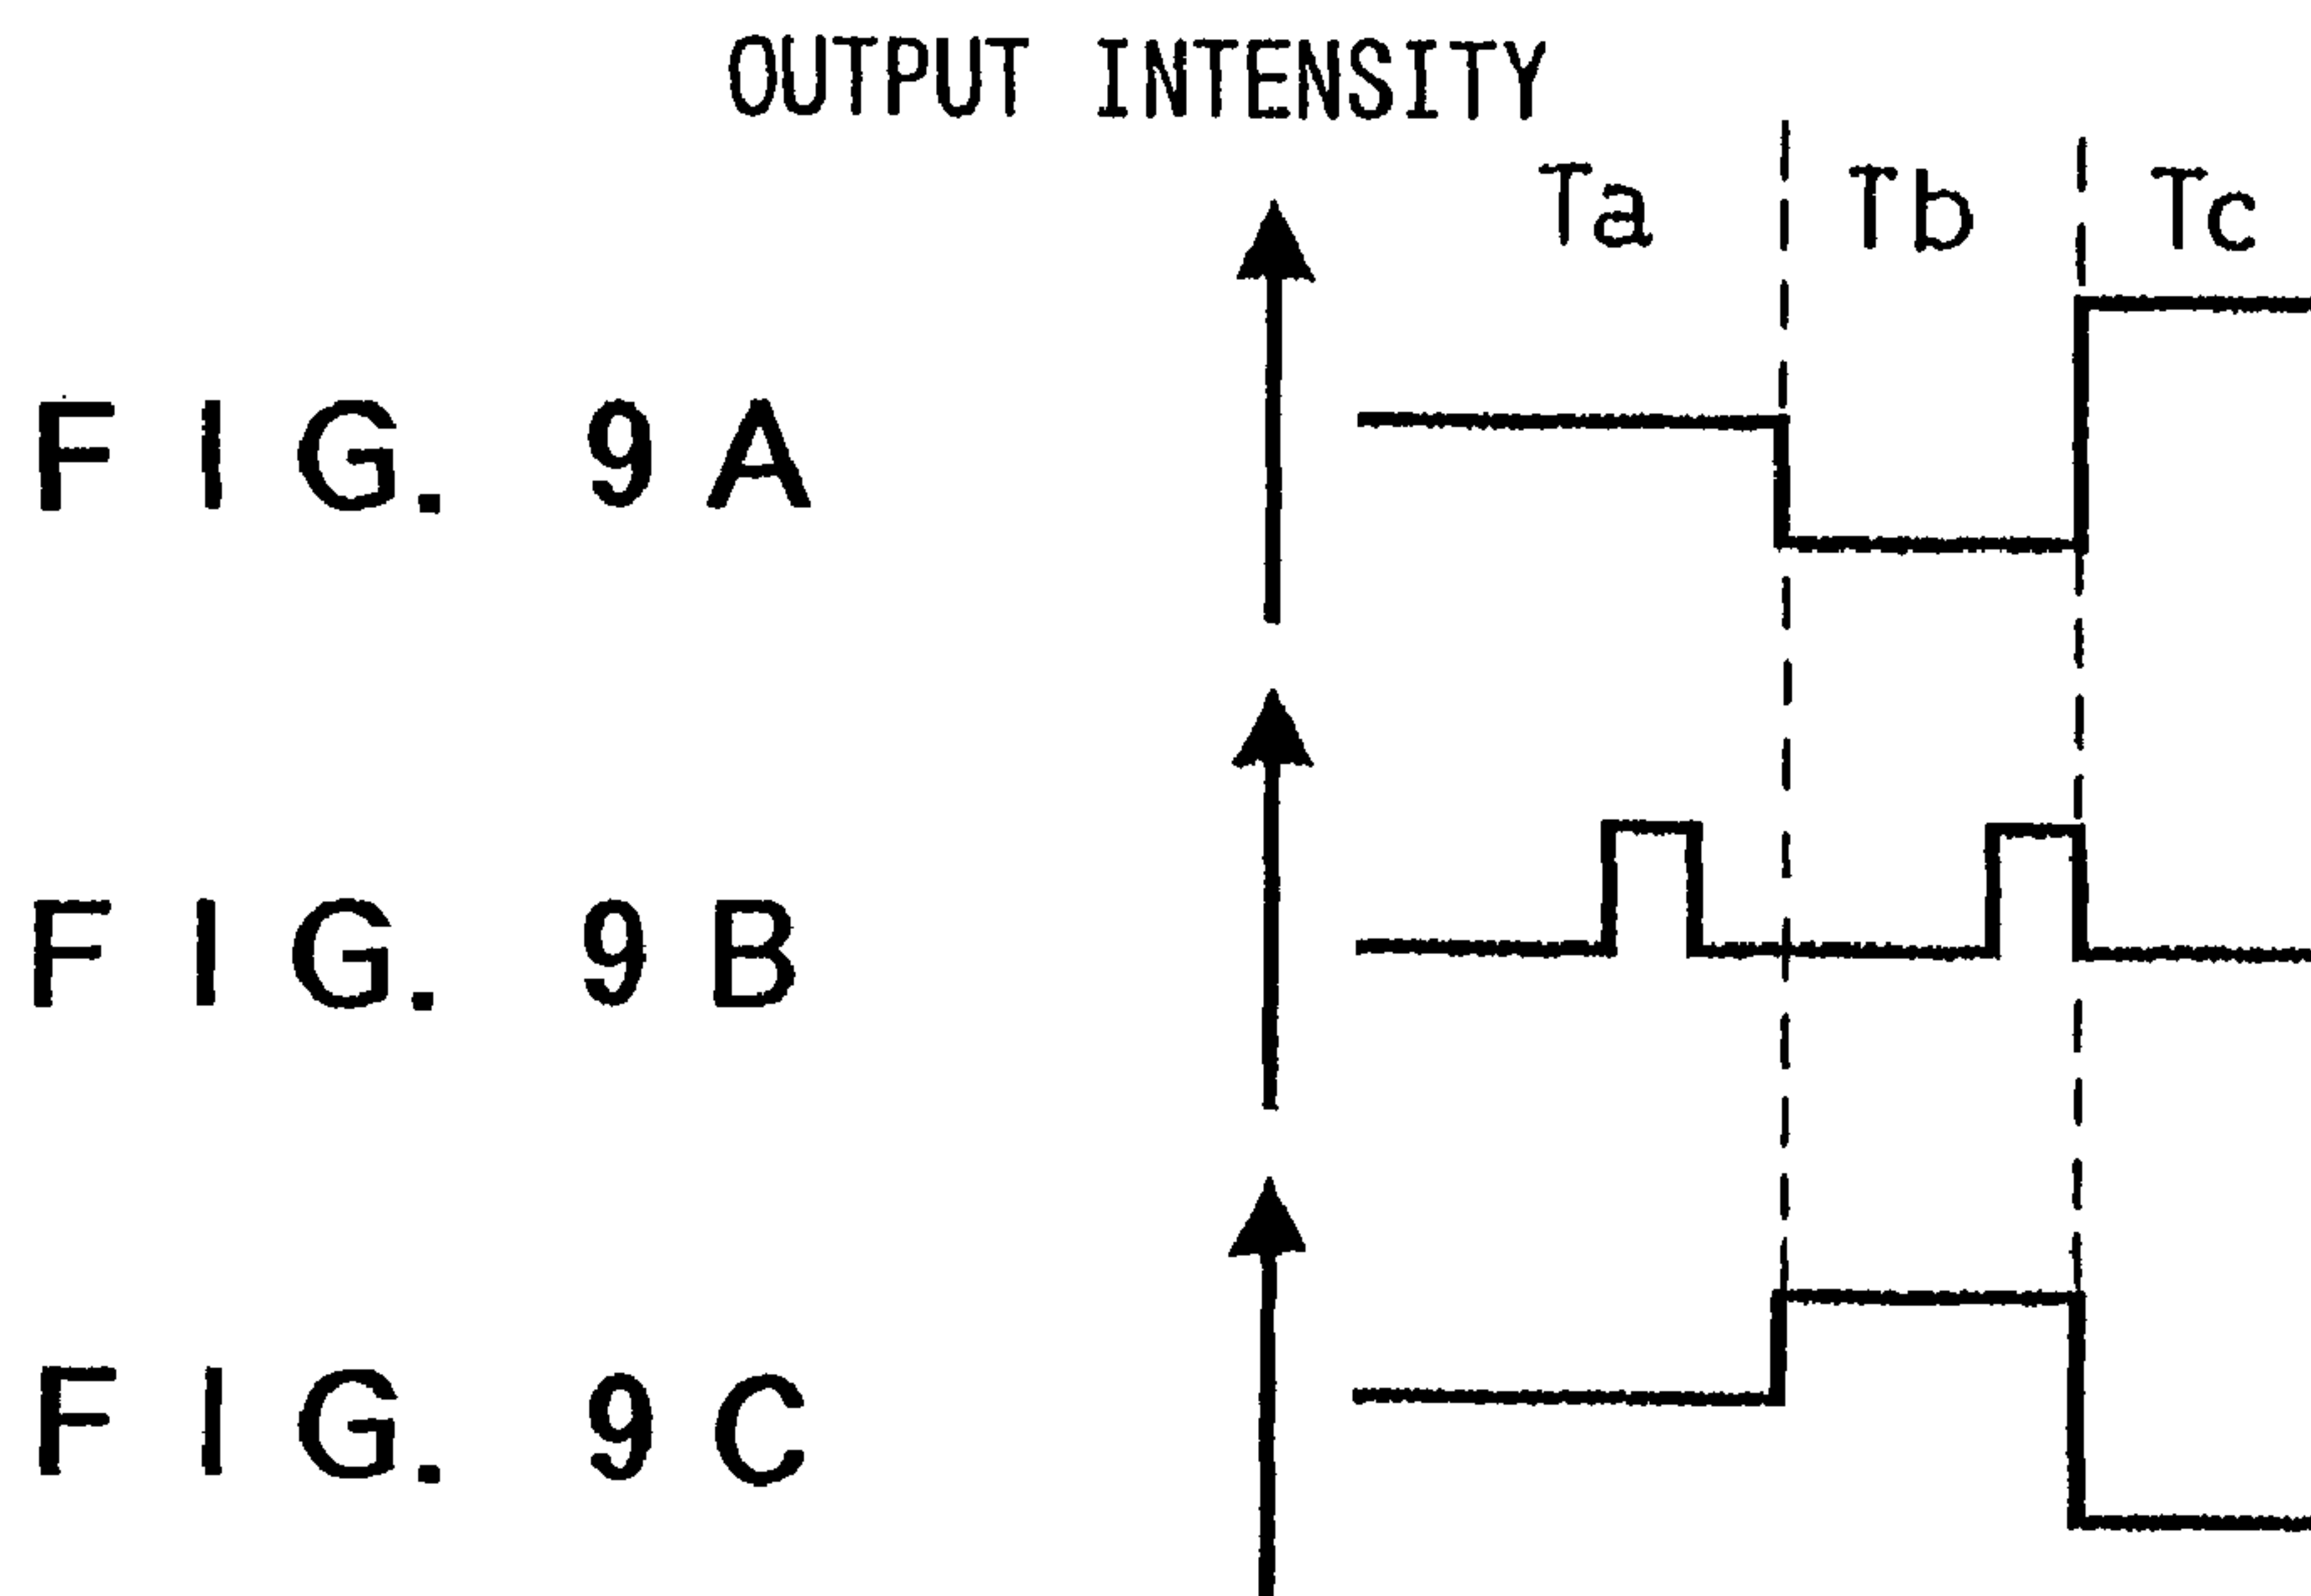 OUTPUT INTENSITY
Ta Tb Tc
FIG. 9A
FIG. 9B
FIG. 9C